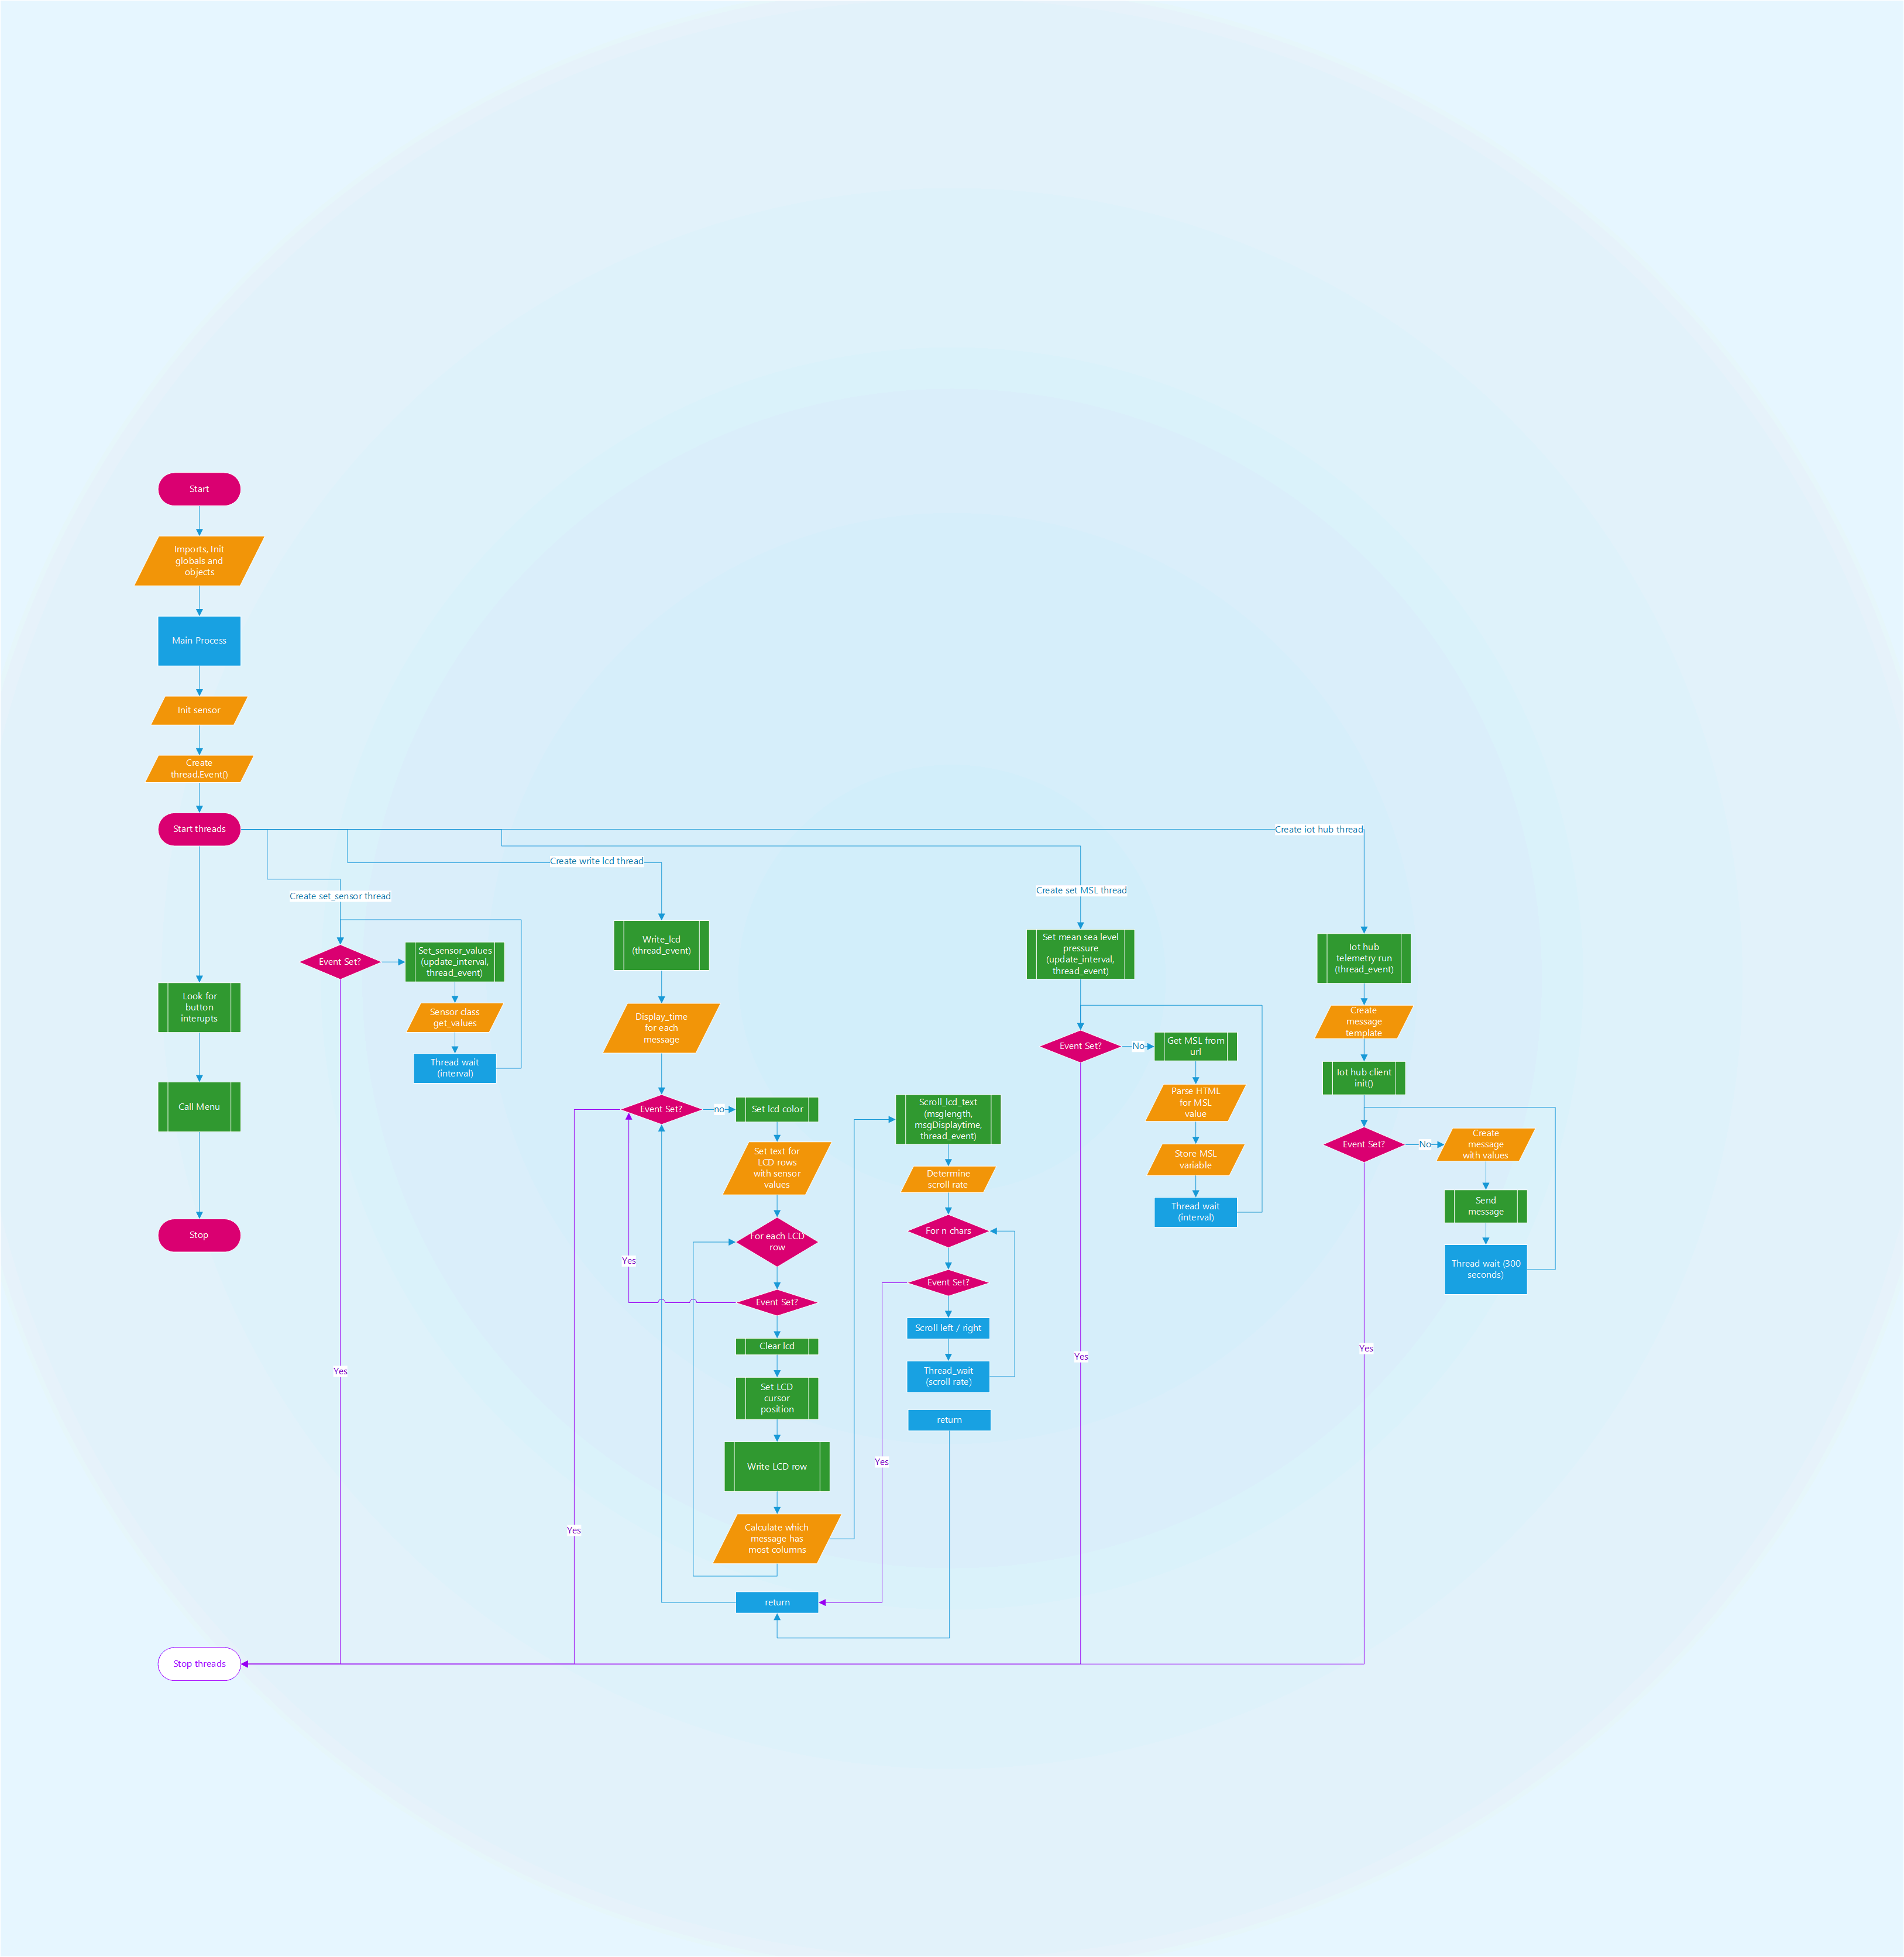 Start
Imports, Init
globals and
objects
Main Process
Init sensor
Create
thread.Event()
Start threads
Look for
button
interupts
Call Menu
Stop
Stop threads
Create set_sensor thread
Event Set?
Set_sensor_values
(update_interval,
thread_event)
Sensor class
get_values
Thread wait
(interval)
Yes
Create write lcd thread
Write_lcd
(thread_event)
Display_time
for each
message
Event Set?
no
Set lcd color
Set text for
LCD rows
with sensor
values
For each LCD
row
Event Set?
Yes
Clear lcd
Set LCD
cursor
position
Write LCD row
Calculate which
message has
most columns
return
Yes
Scroll_lcd_text
(msglength,
msgDisplaytime,
thread_event)
Determine
scroll rate
For n chars
Event Set?
Scroll left / right
Thread_wait
(scroll rate)
return
Yes
Create set MSL thread
Set mean sea level
pressure
(update_interval,
thread_event)
Event Set?
No
Get MSL from
url
Parse HTML
for MSL
value
Store MSL
variable
Thread wait
(interval)
Yes
Create iot hub thread
Iot hub
telemetry run
(thread_event)
Create
message
template
Iot hub client
init()
Event Set?
No
Create
message
with values
Send
message
Thread wait (300
seconds)
Yes